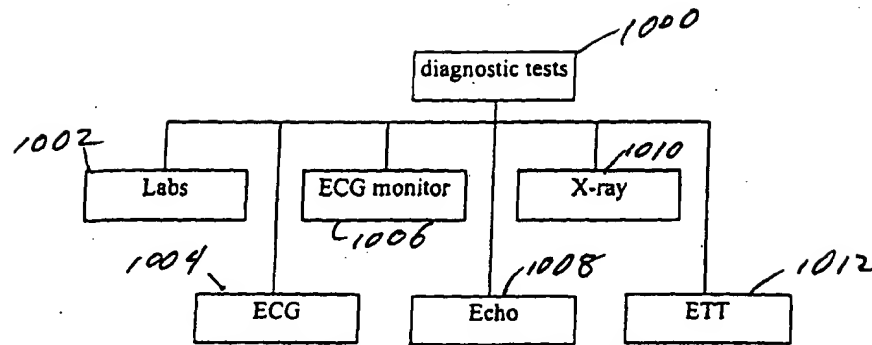 1000
diagnostic tests
1002
1010
Labs
ECG monitor
X-ray
1006
1004
1008
1012
ECG
Echo
ETT